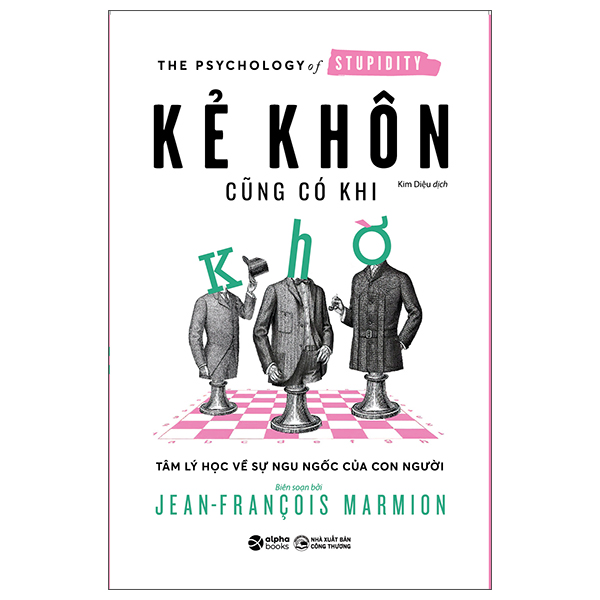 THE PSYCHOLOGY of STUPIDITY
KẺ KHÔN
CŨNG CÓ KHI
Kim Diệu dịch
khờ
a b c d e f g h
TÂM LÝ HỌC VỀ SỰ NGU NGỐC CỦA CON NGƯỜI
Biên soạn bởi
JEAN-FRANÇOIS MARMION
alpha books
NHÀ XUẤT BẢN
CÔNG THƯƠNG